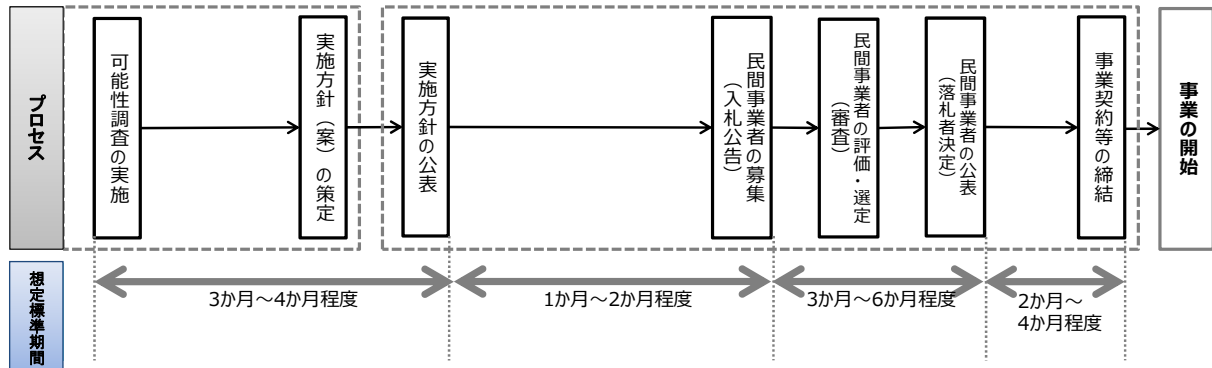 プロセス
可能性調査の実施
実施方針（案）の策定
実施方針の公表
民間事業者の募集
（入札公告）
民間事業者の評価・選定
（審査）
民間事業者の公表
（落札者決定）
事業契約等の締結
事業の開始
想定標準期間
3か月～4か月程度
1か月～2か月程度
3か月～6か月程度
2か月～
4か月程度